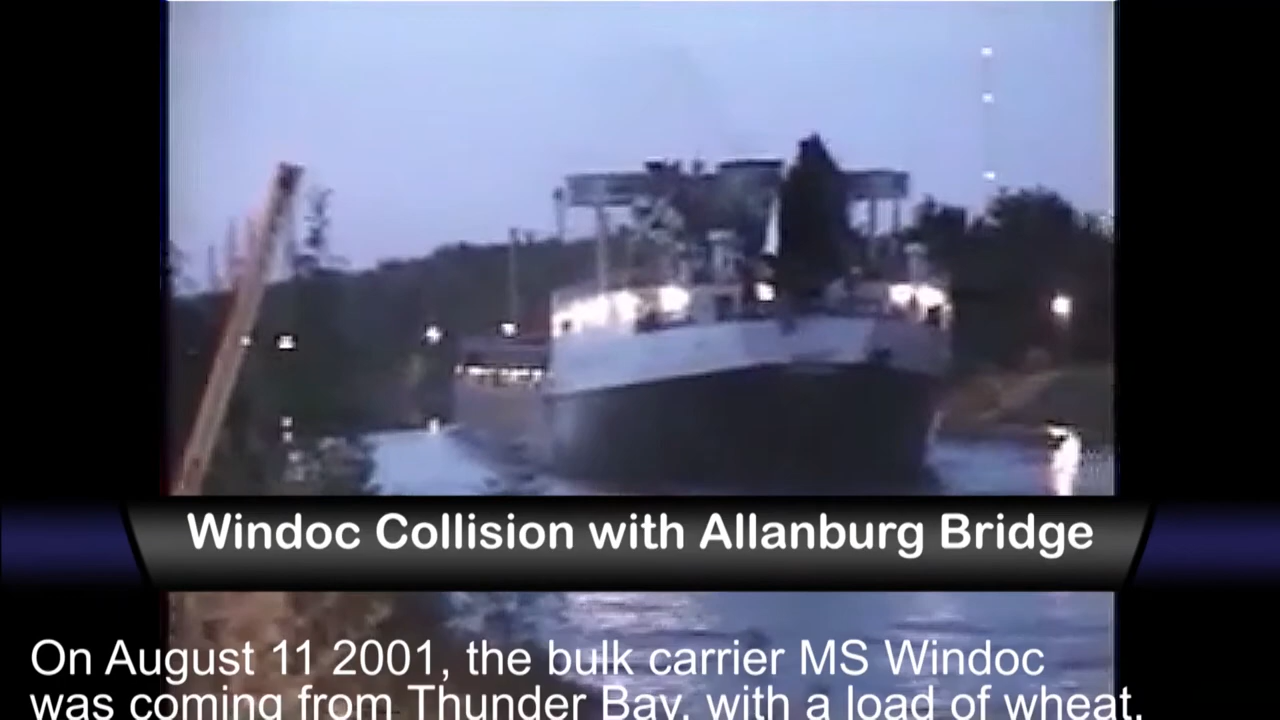 Windoc Collision with Allanburg Bridge
On August 11 2001, the bulk carrier MS Windoc
was coming from Thunder Bay, with a load of wheat.